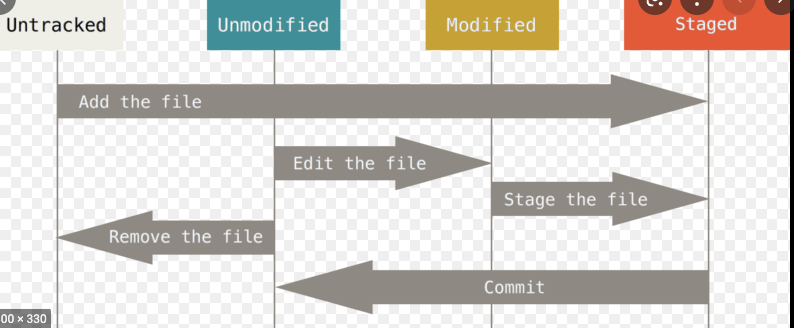 Untracked
Unmodified
Modified
Staged
Add the file
Edit the file
Stage the file
Remove the file
Commit
00 × 330